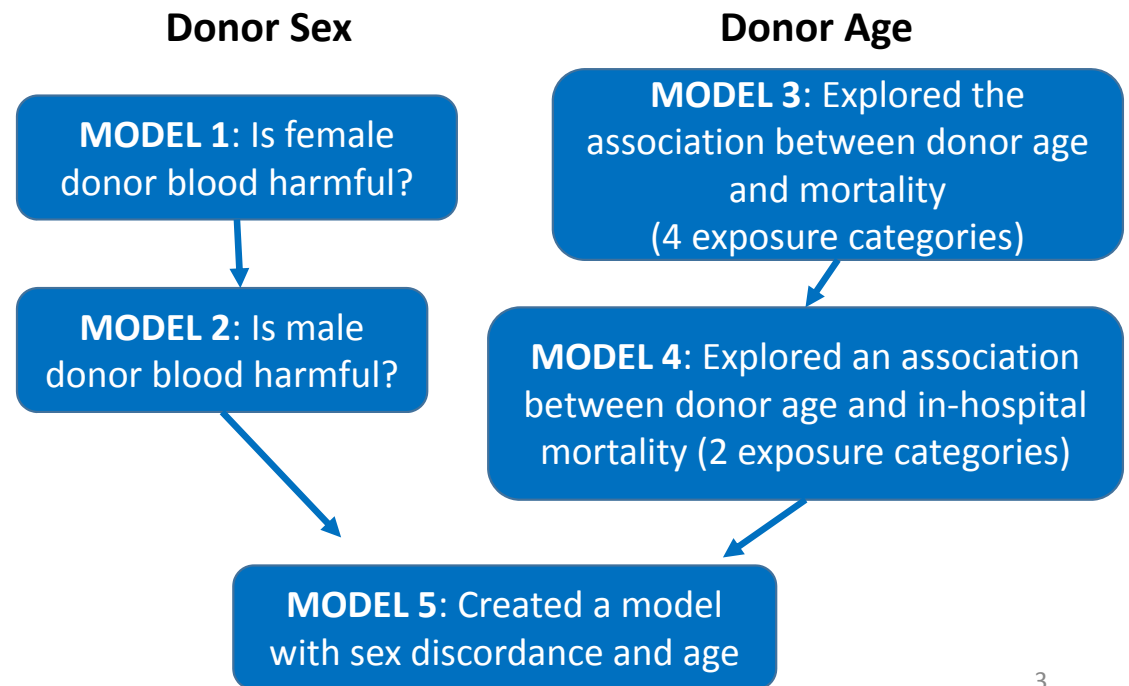 Donor Sex
Donor Age
MODEL 1: Is female
donor blood harmful?
MODEL 2: Is male
donor blood harmful?
MODEL 3: Explored the
association between donor age
and mortality
(4 exposure categories)
MODEL 4: Explored an association
between donor age and in-hospital
mortality (2 exposure categories)
MODEL 5: Created a model
with sex discordance and age
3